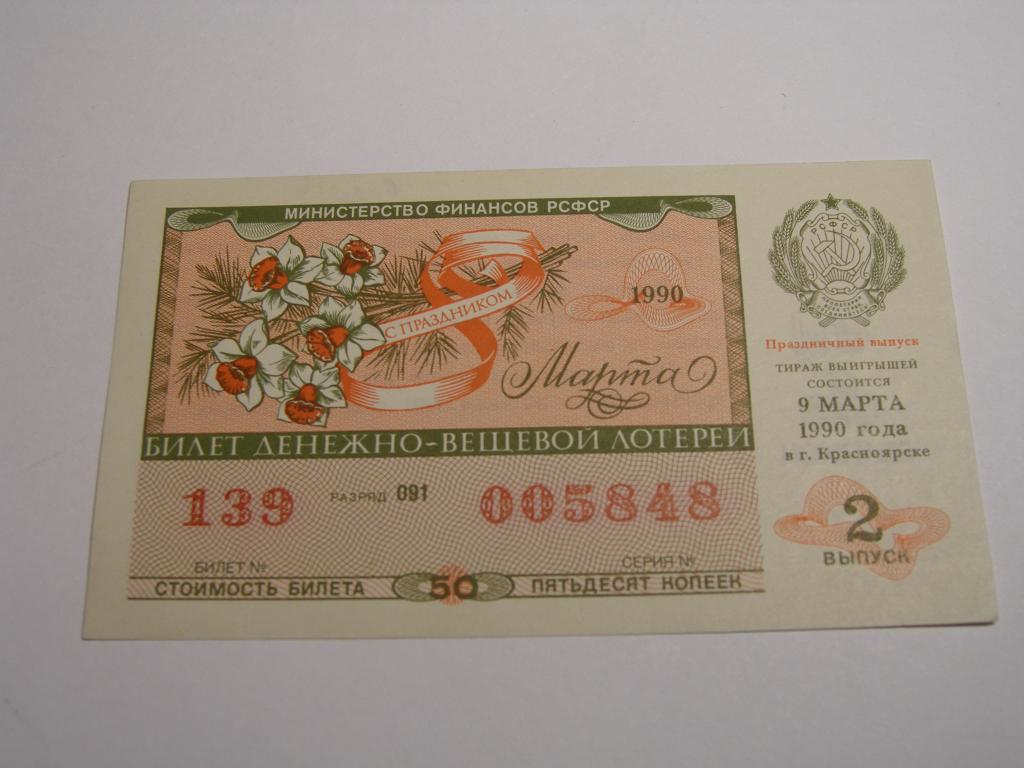 МИНИСТЕРСТВО ФИНАНСОВ РСФСР
С ПРАЗДНИКОМ
8
1990
Марта
БИЛЕТ ДЕНЕЖНО-ВЕЩЕВОЙ ЛОТЕРЕИ
139 РАЗРЯД 091 005848
БИЛЕТ № СЕРИЯ №
СТОИМОСТЬ БИЛЕТА 50 ПЯТЬДЕСЯТ КОПЕЕК
РСФСР
Праздничный выпуск
ТИРАЖ ВЫИГРЫШЕЙ
СОСТОИТСЯ
9 МАРТА
1990 года
в г. Красноярске
2
ВЫПУСК